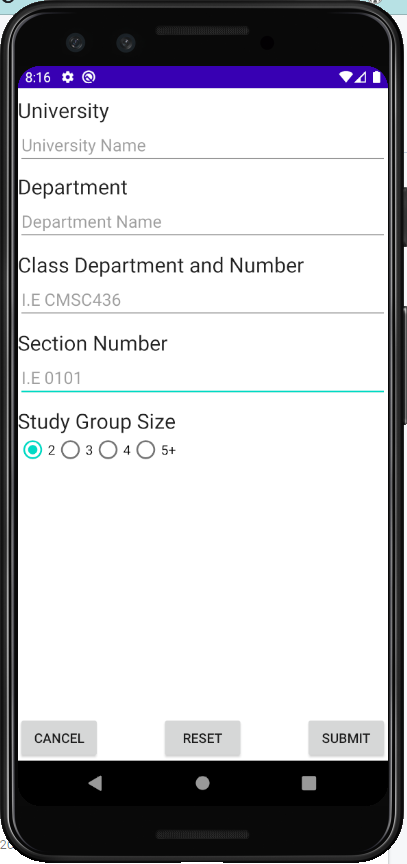 8:16
University
University Name
Department
Department Name
Class Department and Number
I.E CMSC436
Section Number
I.E 0101
Study Group Size
2 3 4 5+
CANCEL RESET SUBMIT